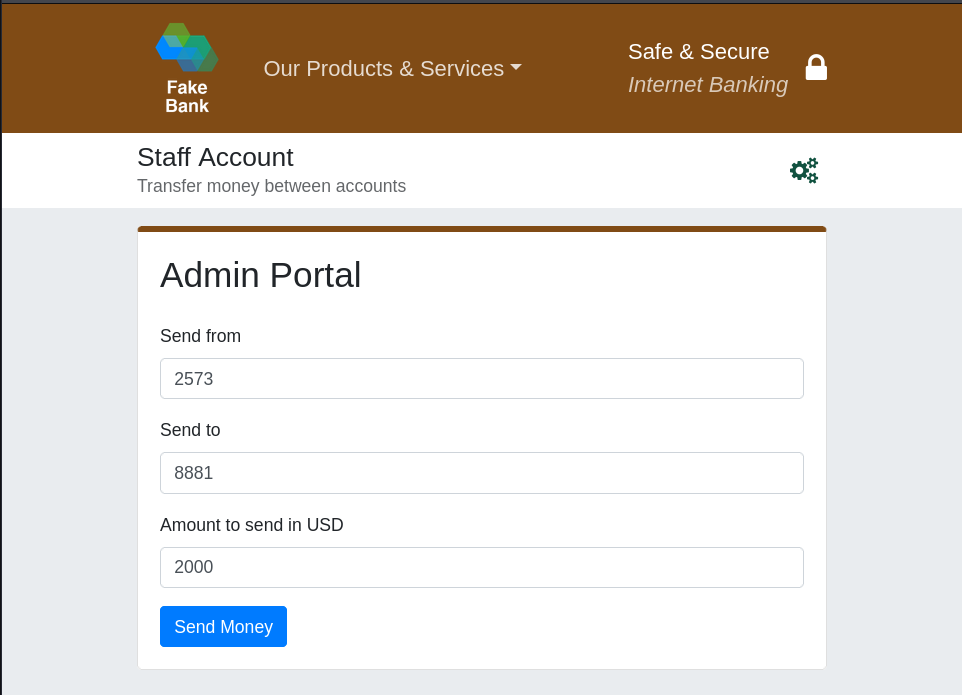 Fake
Bank
Our Products & Services
Safe & Secure
Internet Banking
Staff Account
Transfer money between accounts
Admin Portal
Send from
2573
Send to
8881
Amount to send in USD
2000
Send Money